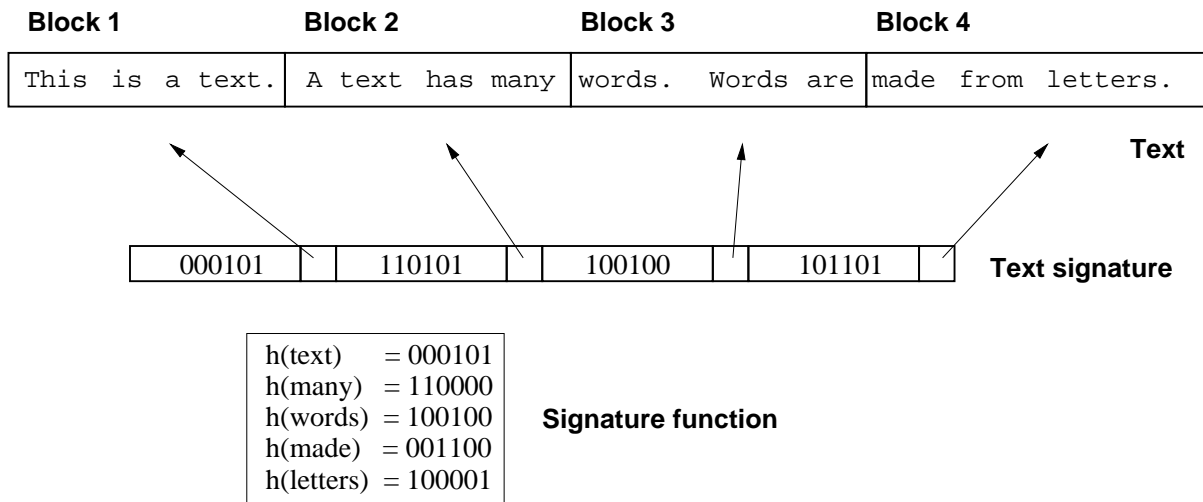 Block 1 Block 2 Block 3 Block 4
This is a text. A text has many words. Words are made from letters.
Text
000101 110101 100100 101101 Text signature
h(text) = 000101
h(many) = 110000
h(words) = 100100 Signature function
h(made) = 001100
h(letters) = 100001